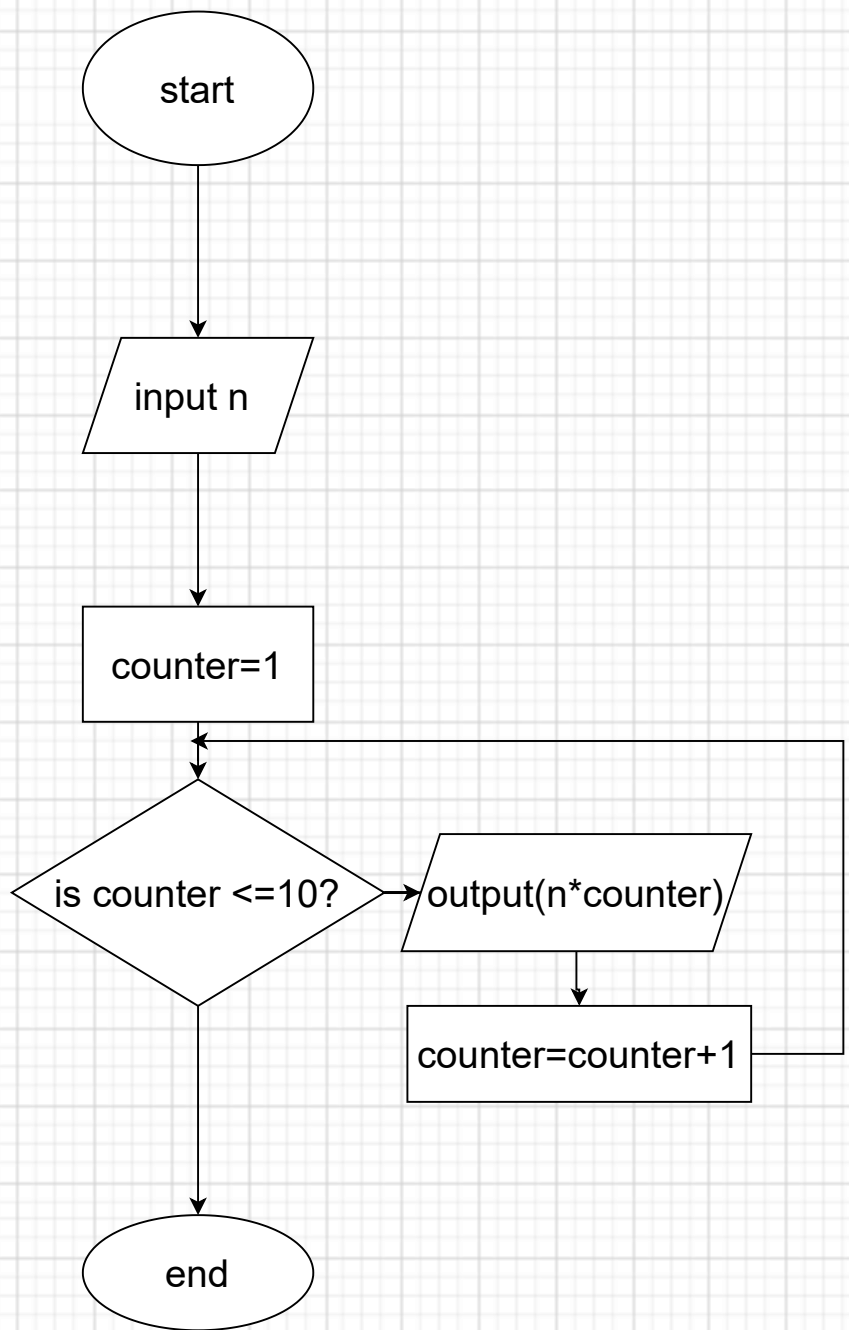 start
input n
counter=1
is counter <=10?
output(n*counter)
counter=counter+1
end